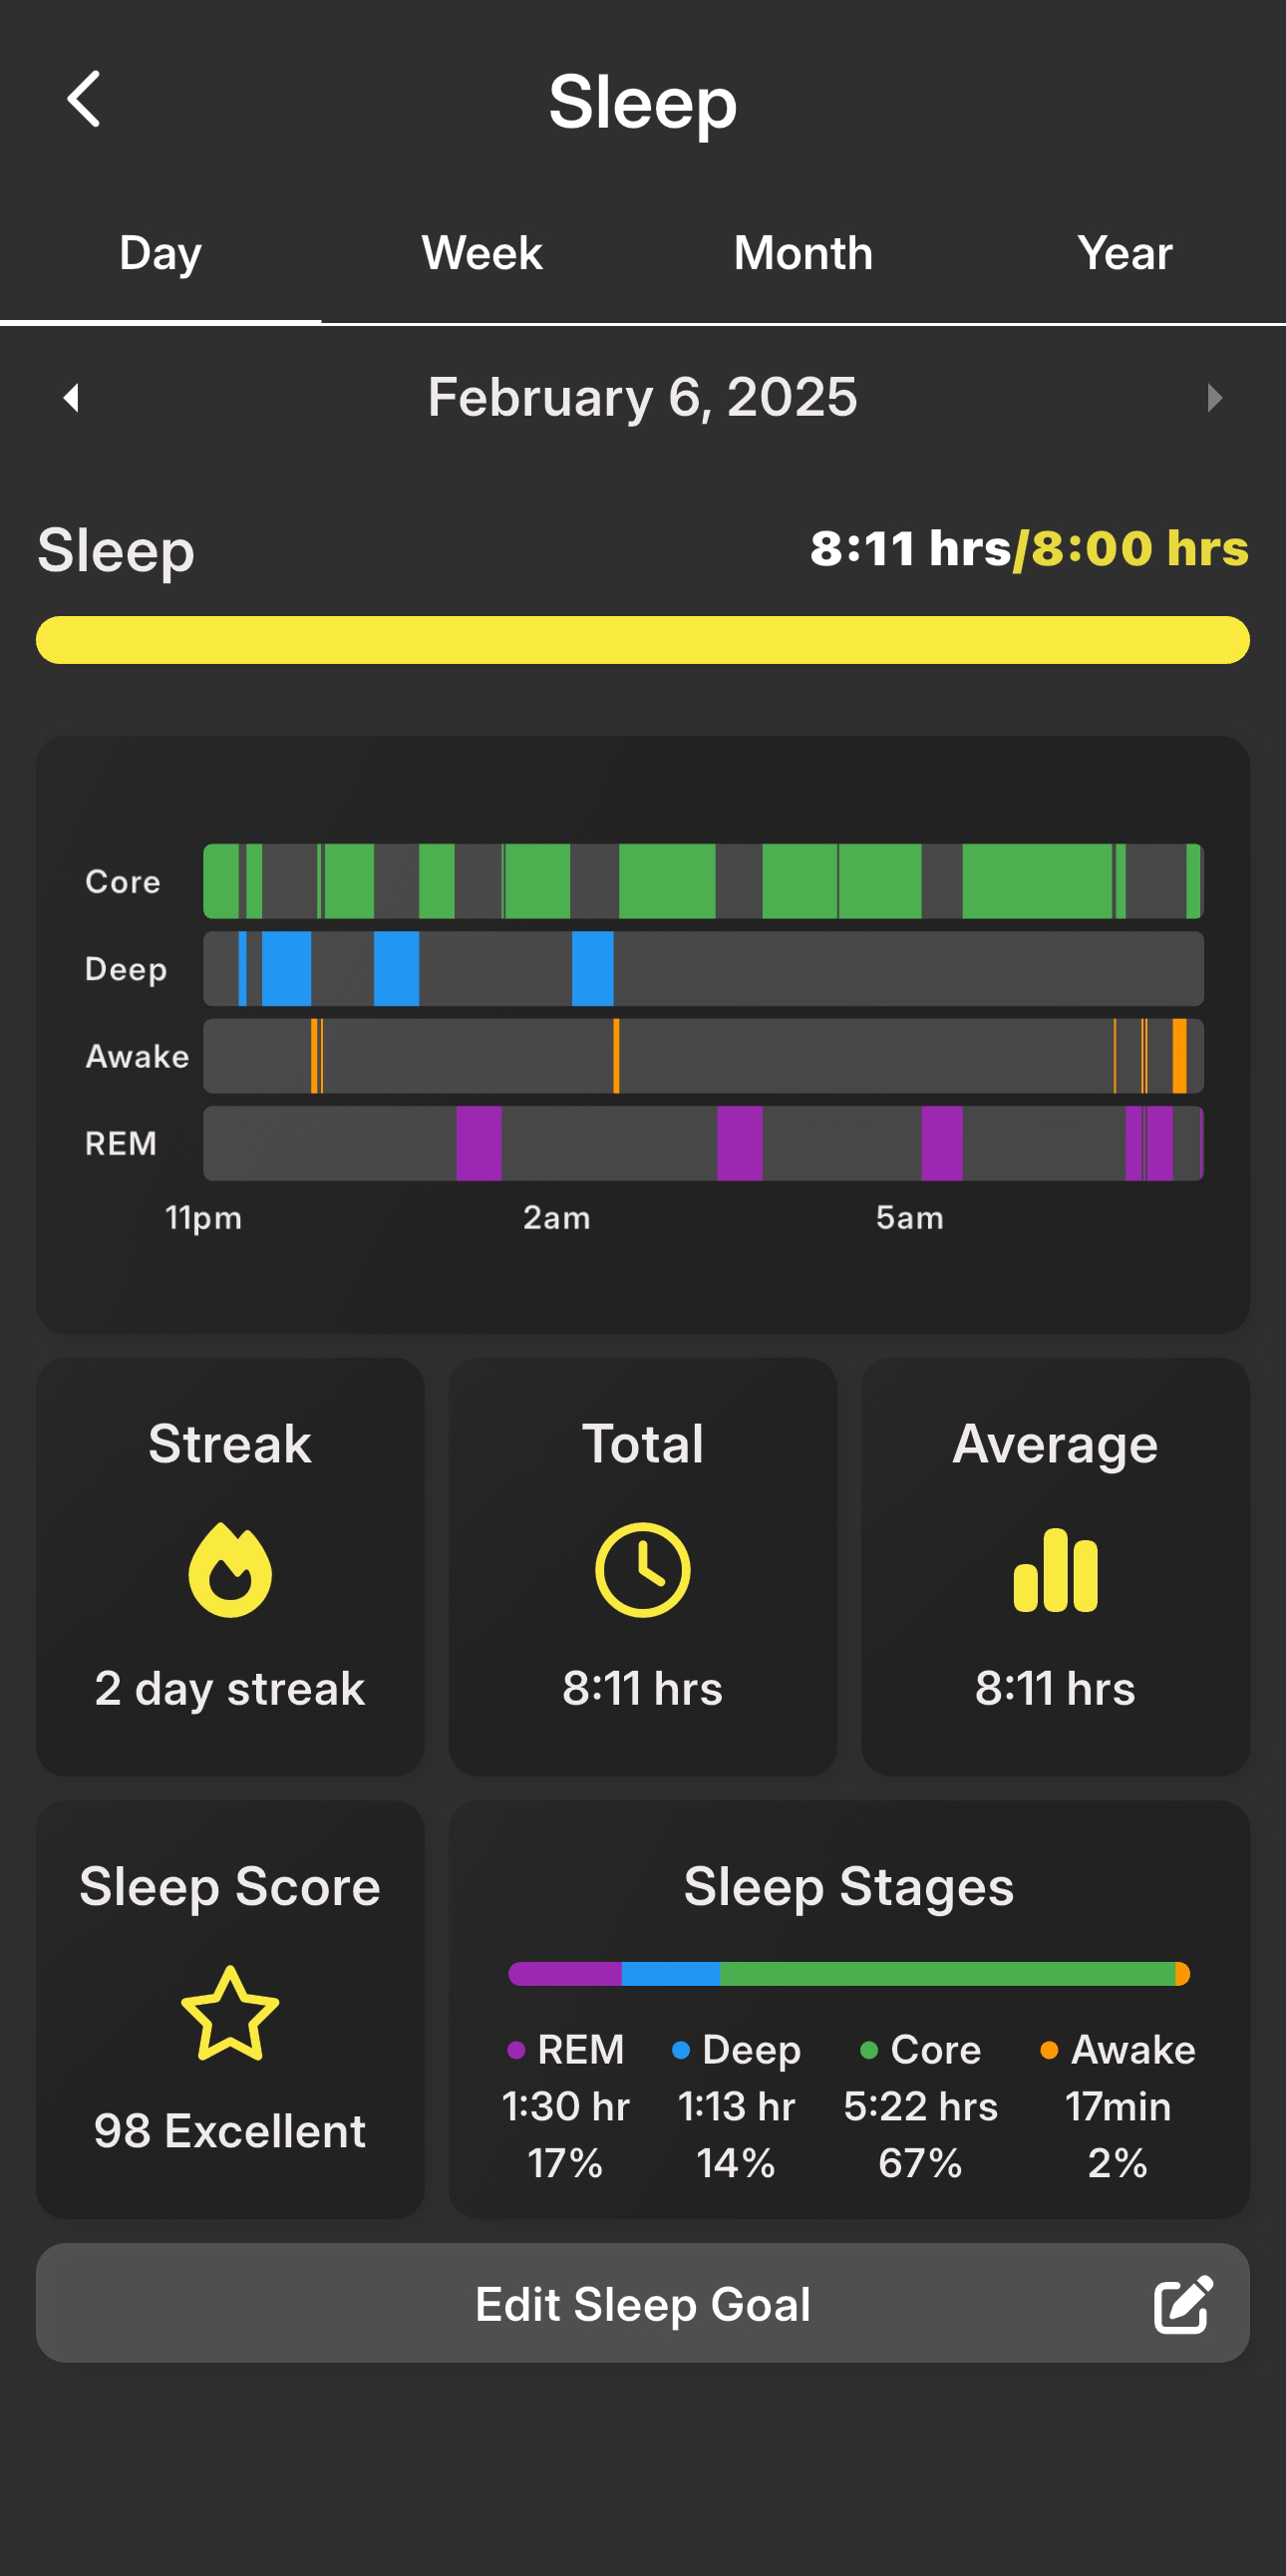 Sleep
Day Week Month Year
February 6, 2025
Sleep 8:11 hrs/8:00 hrs
Core
Deep
Awake
REM
11pm 2am 5am
Streak Total Average
2 day streak 8:11 hrs 8:11 hrs
Sleep Score Sleep Stages
REM Deep Core Awake
1:30 hr 1:13 hr 5:22 hrs 17min
98 Excellent
17% 14% 67% 2%
Edit Sleep Goal